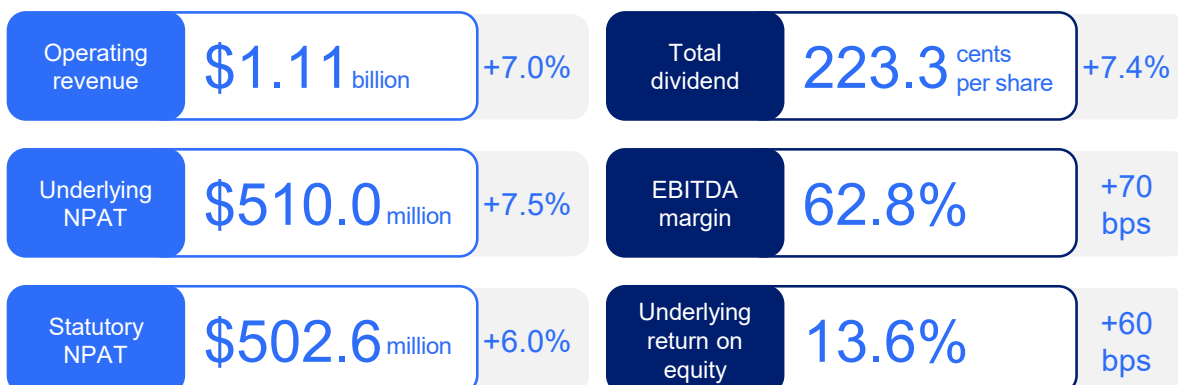 Operating
revenue
$1.11 billion
+7.0%
Total
dividend
223.3 cents
per share
+7.4%
Underlying
NPAT
$510.0 million
+7.5%
EBITDA
margin
62.8%
+70
bps
Statutory
NPAT
$502.6 million
+6.0%
Underlying
return on
equity
13.6%
+60
bps